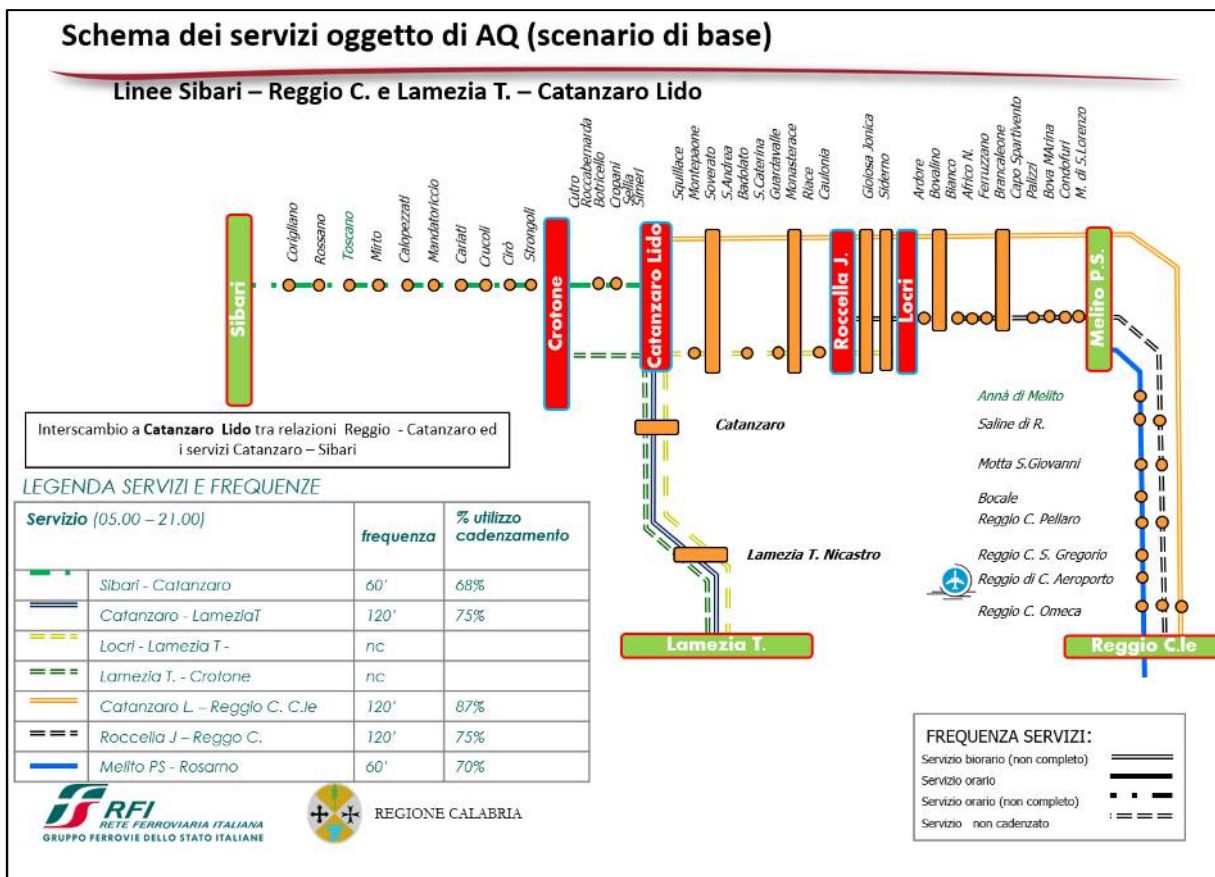 Schema dei servizi oggetto di AQ (scenario di base)
Linee Sibari – Reggio C. e Lamezia T. – Catanzaro Lido
Sibari
Corigliano
Rossano
Toscano
Mirto
Calopezzati
Mandatoriccio
Cariati
Crucoli
Cirò
Strongoli
Crotone
Cutro
Roccabernarda
Botricello
Cropani
Sellia
Simeri
Catanzaro Lido
Squillace
Montepaone
Soverato
S.Andrea
Badolato
S.Caterina
Guardavalle
Monasterace
Riace
Caulonia
Roccella J.
Gioiosa Jonica
Siderno
Locri
Ardore
Bovalino
Bianco
Africo N.
Ferruzzano
Brancaleone
Capo Spartivento
Palizzi
Bova MArina
Condofuri
M. di S.Lorenzo
Melito P.S.
Annà di Melito
Saline di R.
Motta S.Giovanni
Bocale
Reggio C. Pellaro
Reggio C. S. Gregorio
Reggio di C. Aeroporto
Reggio C. Omeca
Reggio C.le
Catanzaro
Lamezia T. Nicastro
Lamezia T.
Interscambio a Catanzaro Lido tra relazioni Reggio - Catanzaro ed
i servizi Catanzaro – Sibari
LEGENDA SERVIZI E FREQUENZE
Servizio (05.00 – 21.00) frequenza % utilizzo cadenzamento
Sibari - Catanzaro 60' 68%
Catanzaro - LameziaT 120' 75%
Locri - Lamezia T - nc
Lamezia T. - Crotone nc
Catanzaro L. – Reggio C. C.le 120' 87%
Roccella J – Reggo C. 120' 75%
Melito PS - Rosarno 60' 70%
RFI
RETE FERROVIARIA ITALIANA
GRUPPO FERROVIE DELLO STATO ITALIANE
REGIONE CALABRIA
FREQUENZA SERVIZI:
Servizio biorario (non completo)
Servizio orario
Servizio orario (non completo)
Servizio non cadenzato